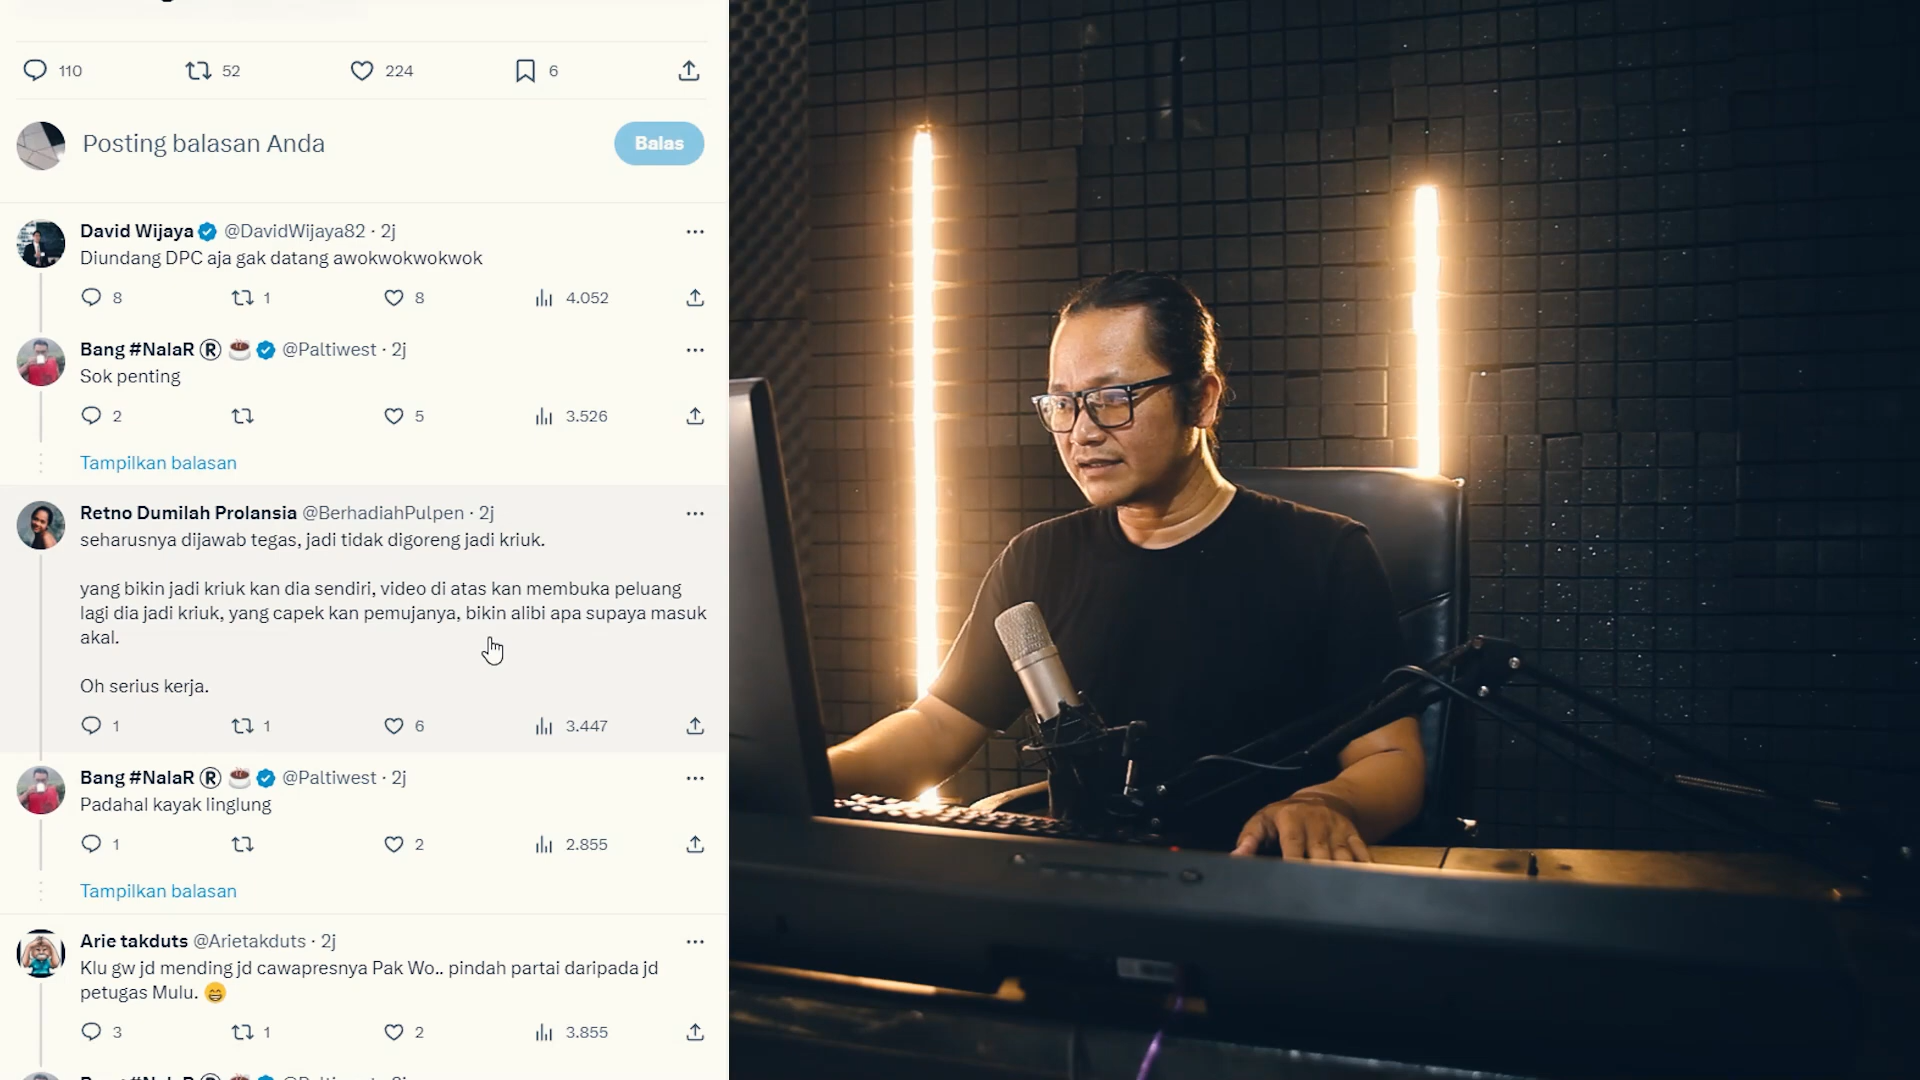 110 52 224 6
Posting balasan Anda Balas
David Wijaya @DavidWijaya82 · 2j
Diundang DPC aja gak datang awokwokwokwok
8 1 8 4.052
Bang #NalaR Ⓡ ☕ @Paltiwest · 2j
Sok penting
2 5 3.526
Tampilkan balasan
Retno Dumilah Prolansia @BerhadiahPulpen · 2j
seharusnya dijawab tegas, jadi tidak digoreng jadi kriuk.
yang bikin jadi kriuk kan dia sendiri, video di atas kan membuka peluang
lagi dia jadi kriuk, yang capek kan pemujanya, bikin alibi apa supaya masuk
akal.
Oh serius kerja.
1 1 6 3.447
Bang #NalaR Ⓡ ☕ @Paltiwest · 2j
Padahal kayak linglung
1 2 2.855
Tampilkan balasan
Arie takduts @Arietakduts · 2j
Klu gw jd mending jd cawapresnya Pak Wo.. pindah partai daripada jd
petugas Mulu. 😁
3 1 2 3.855